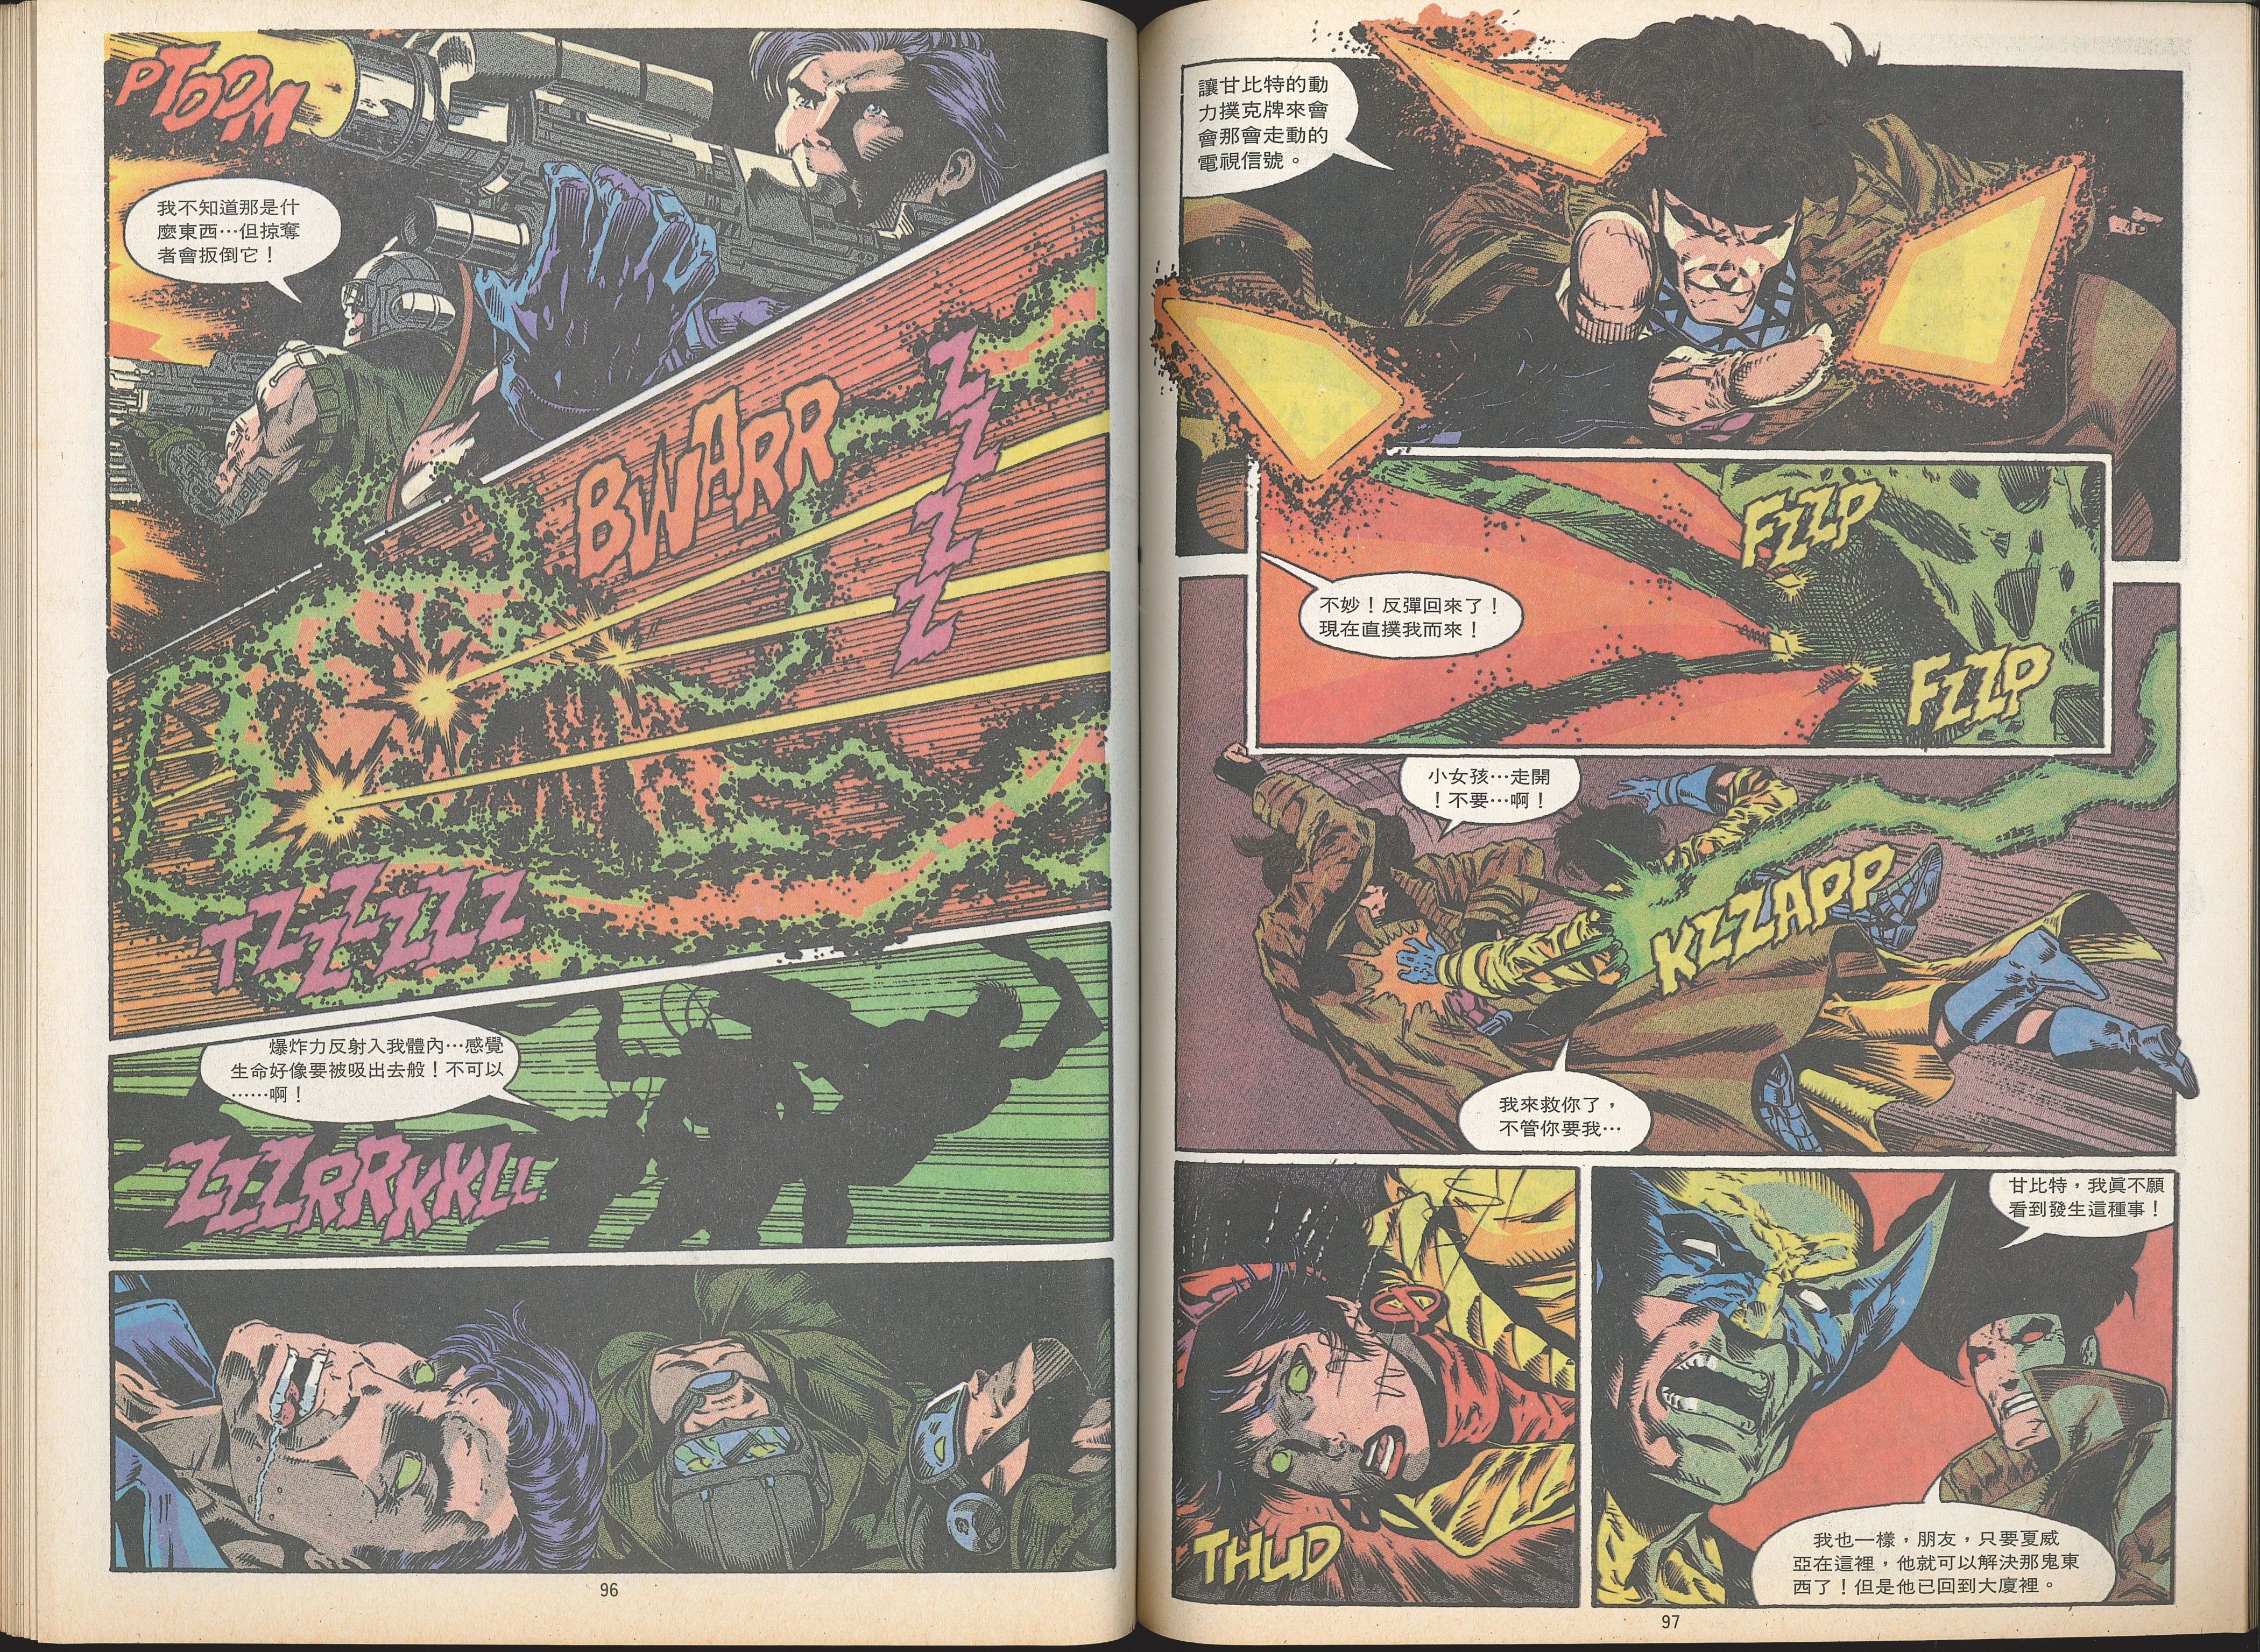 PTOOM
我不知道那是什
麼東西…但掠奪
者會扳倒它！
BWARR
ZZZZZ
TZZZZZZ
爆炸力反射入我體內…感覺
生命好像要被吸出去般！不可以
……啊！
ZZZZRRRKKKLL
96
讓甘比特的動
力撲克牌來會
會那會走動的
電視信號。
FZZP
不妙！反彈回來了！
現在直撲我而來！
FZZP
小女孩…走開
！不要…啊！
KZZAPP
我來救你了，
不管你要我…
THUD
甘比特，我眞不願
看到發生這種事！
我也一樣，朋友，只要夏威
亞在這裡，他就可以解決那鬼東
西了！但是他已回到大廈裡。
97